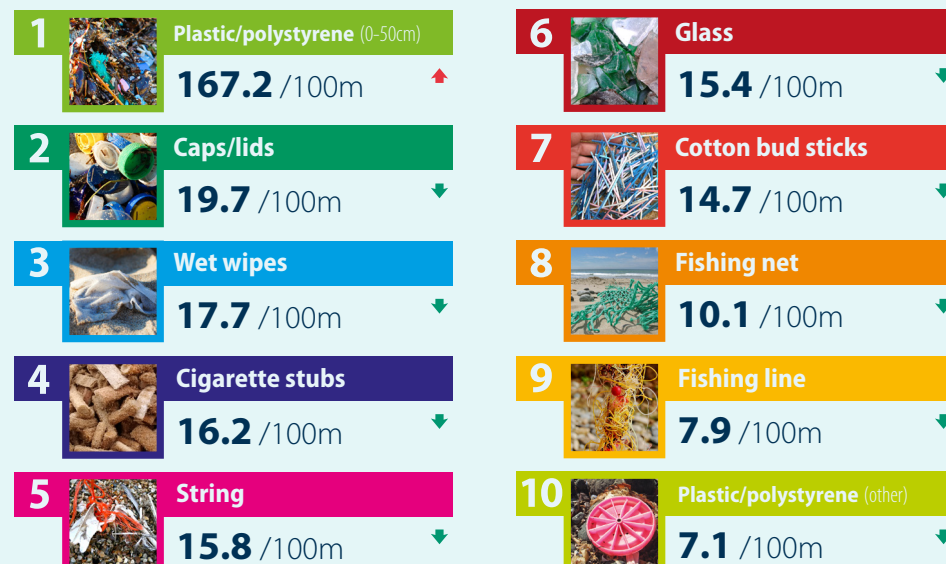 1
Plastic/polystyrene (0-50cm)
167.2 /100m
2
Caps/lids
19.7 /100m
3
Wet wipes
17.7 /100m
4
Cigarette stubs
16.2 /100m
5
String
15.8 /100m
6
Glass
15.4 /100m
7
Cotton bud sticks
14.7 /100m
8
Fishing net
10.1 /100m
9
Fishing line
7.9 /100m
10
Plastic/polystyrene (other)
7.1 /100m